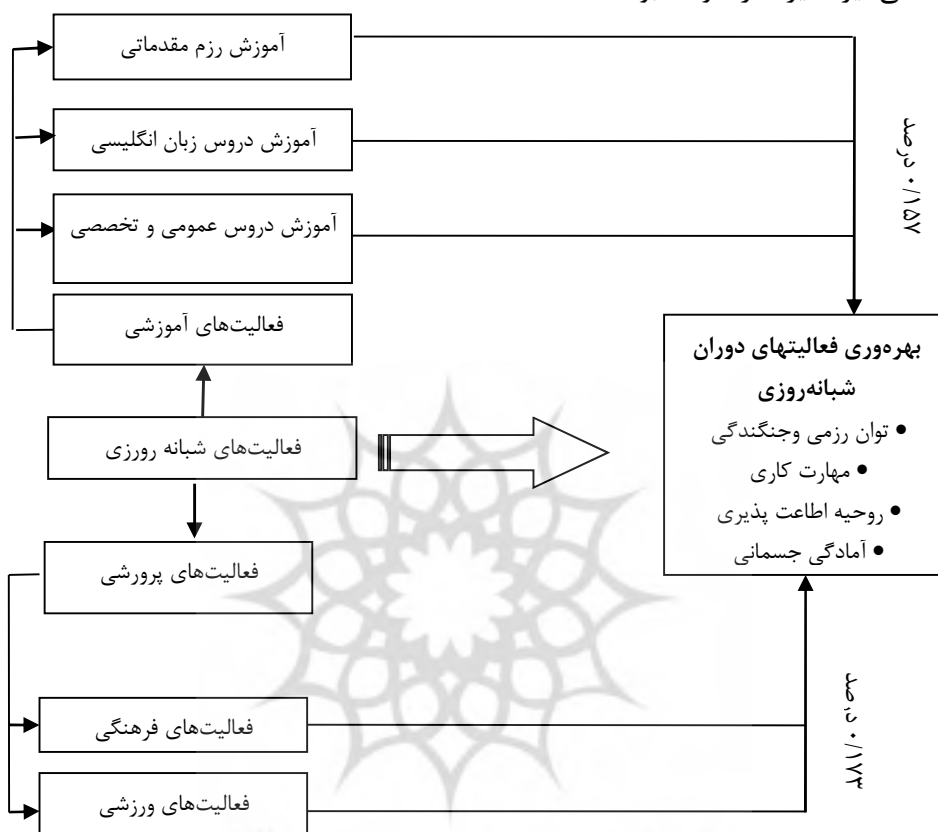 آموزش رزم مقدماتی
آموزش دروس زبان انگلیسی
آموزش دروس عمومی و تخصصی
فعالیت‌های آموزشی
فعالیت‌های شبانه رورزی
فعالیت‌های پرورشی
فعالیت‌های فرهنگی
فعالیت‌های ورزشی
۰/۱۵۷ درصد
بهره‌وری فعالیتهای دوران
شبانه‌روزی
• توان رزمی وجنگندگی
• مهارت کاری
• روحیه اطاعت پذیری
• آمادگی جسمانی
۰/۱۷۳ درصد